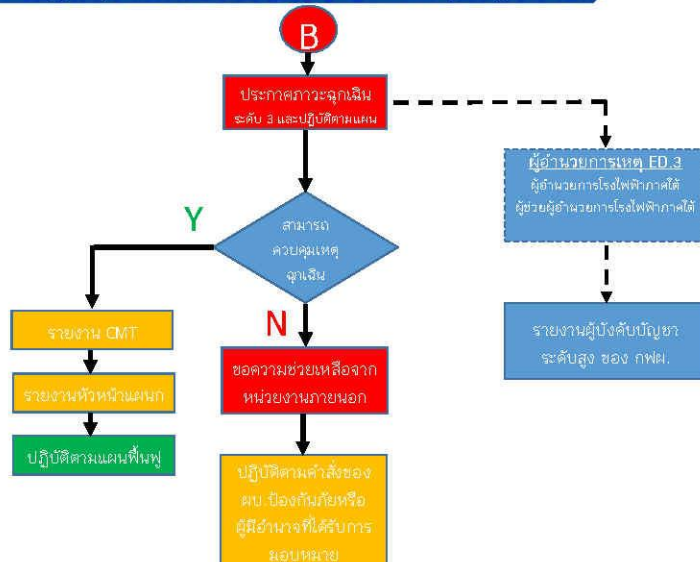 B
ประกาศภาวะฉุกเฉิน
ระดับ 3 และปฏิบัติตามแผน
ผู้อำนวยการเหตุ ED.3
ผู้อำนวยการโรงไฟฟ้าภาคใต้
ผู้ช่วยผู้อำนวยการโรงไฟฟ้าภาคใต้
Y
สามารถ
ควบคุมเหตุ
ฉุกเฉิน
N
รายงาน CMT
รายงานหัวหน้าแผนก
ปฏิบัติตามแผนฟื้นฟู
ขอความช่วยเหลือจาก
หน่วยงานภายนอก
รายงานผู้บังคับบัญชา
ระดับสูง ของ กฟผ.
ปฏิบัติตามคำสั่งของ
ผบ.ป้องกันภัยหรือ
ผู้มีอำนาจที่ได้รับการ
มอบหมาย